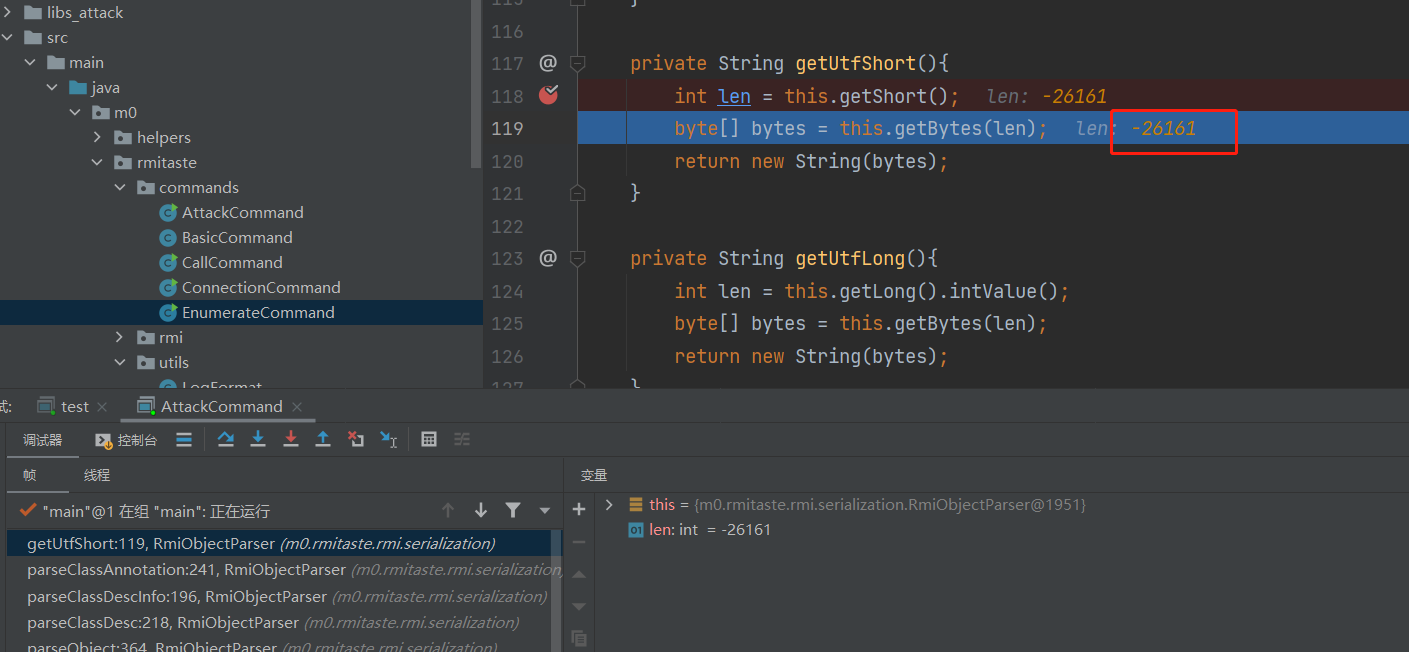 libs_attack
src
main
java
m0
helpers
rmitaste
commands
AttackCommand
BasicCommand
CallCommand
ConnectionCommand
EnumerateCommand
rmi
utils
LogFormat
115 }
116
117 @ private String getUtfShort(){
118 int len = this.getShort(); len: -26161
119 byte[] bytes = this.getBytes(len); len: -26161
120 return new String(bytes);
121 }
122
123 @ private String getUtfLong(){
124 int len = this.getLong().intValue();
125 byte[] bytes = this.getBytes(len);
126 return new String(bytes);
127 }
试: test × AttackCommand ×
调试器 控制台
帧 线程
"main"@1 在组 "main": 正在运行
getUtfShort:119, RmiObjectParser (m0.rmitaste.rmi.serialization)
parseClassAnnotation:241, RmiObjectParser (m0.rmitaste.rmi.serialization)
parseClassDescInfo:196, RmiObjectParser (m0.rmitaste.rmi.serialization)
parseClassDesc:218, RmiObjectParser (m0.rmitaste.rmi.serialization)
parseObject:364, RmiObjectParser (m0.rmitaste.rmi.serialization)
变量
this = {m0.rmitaste.rmi.serialization.RmiObjectParser@1951}
01 len: int = -26161